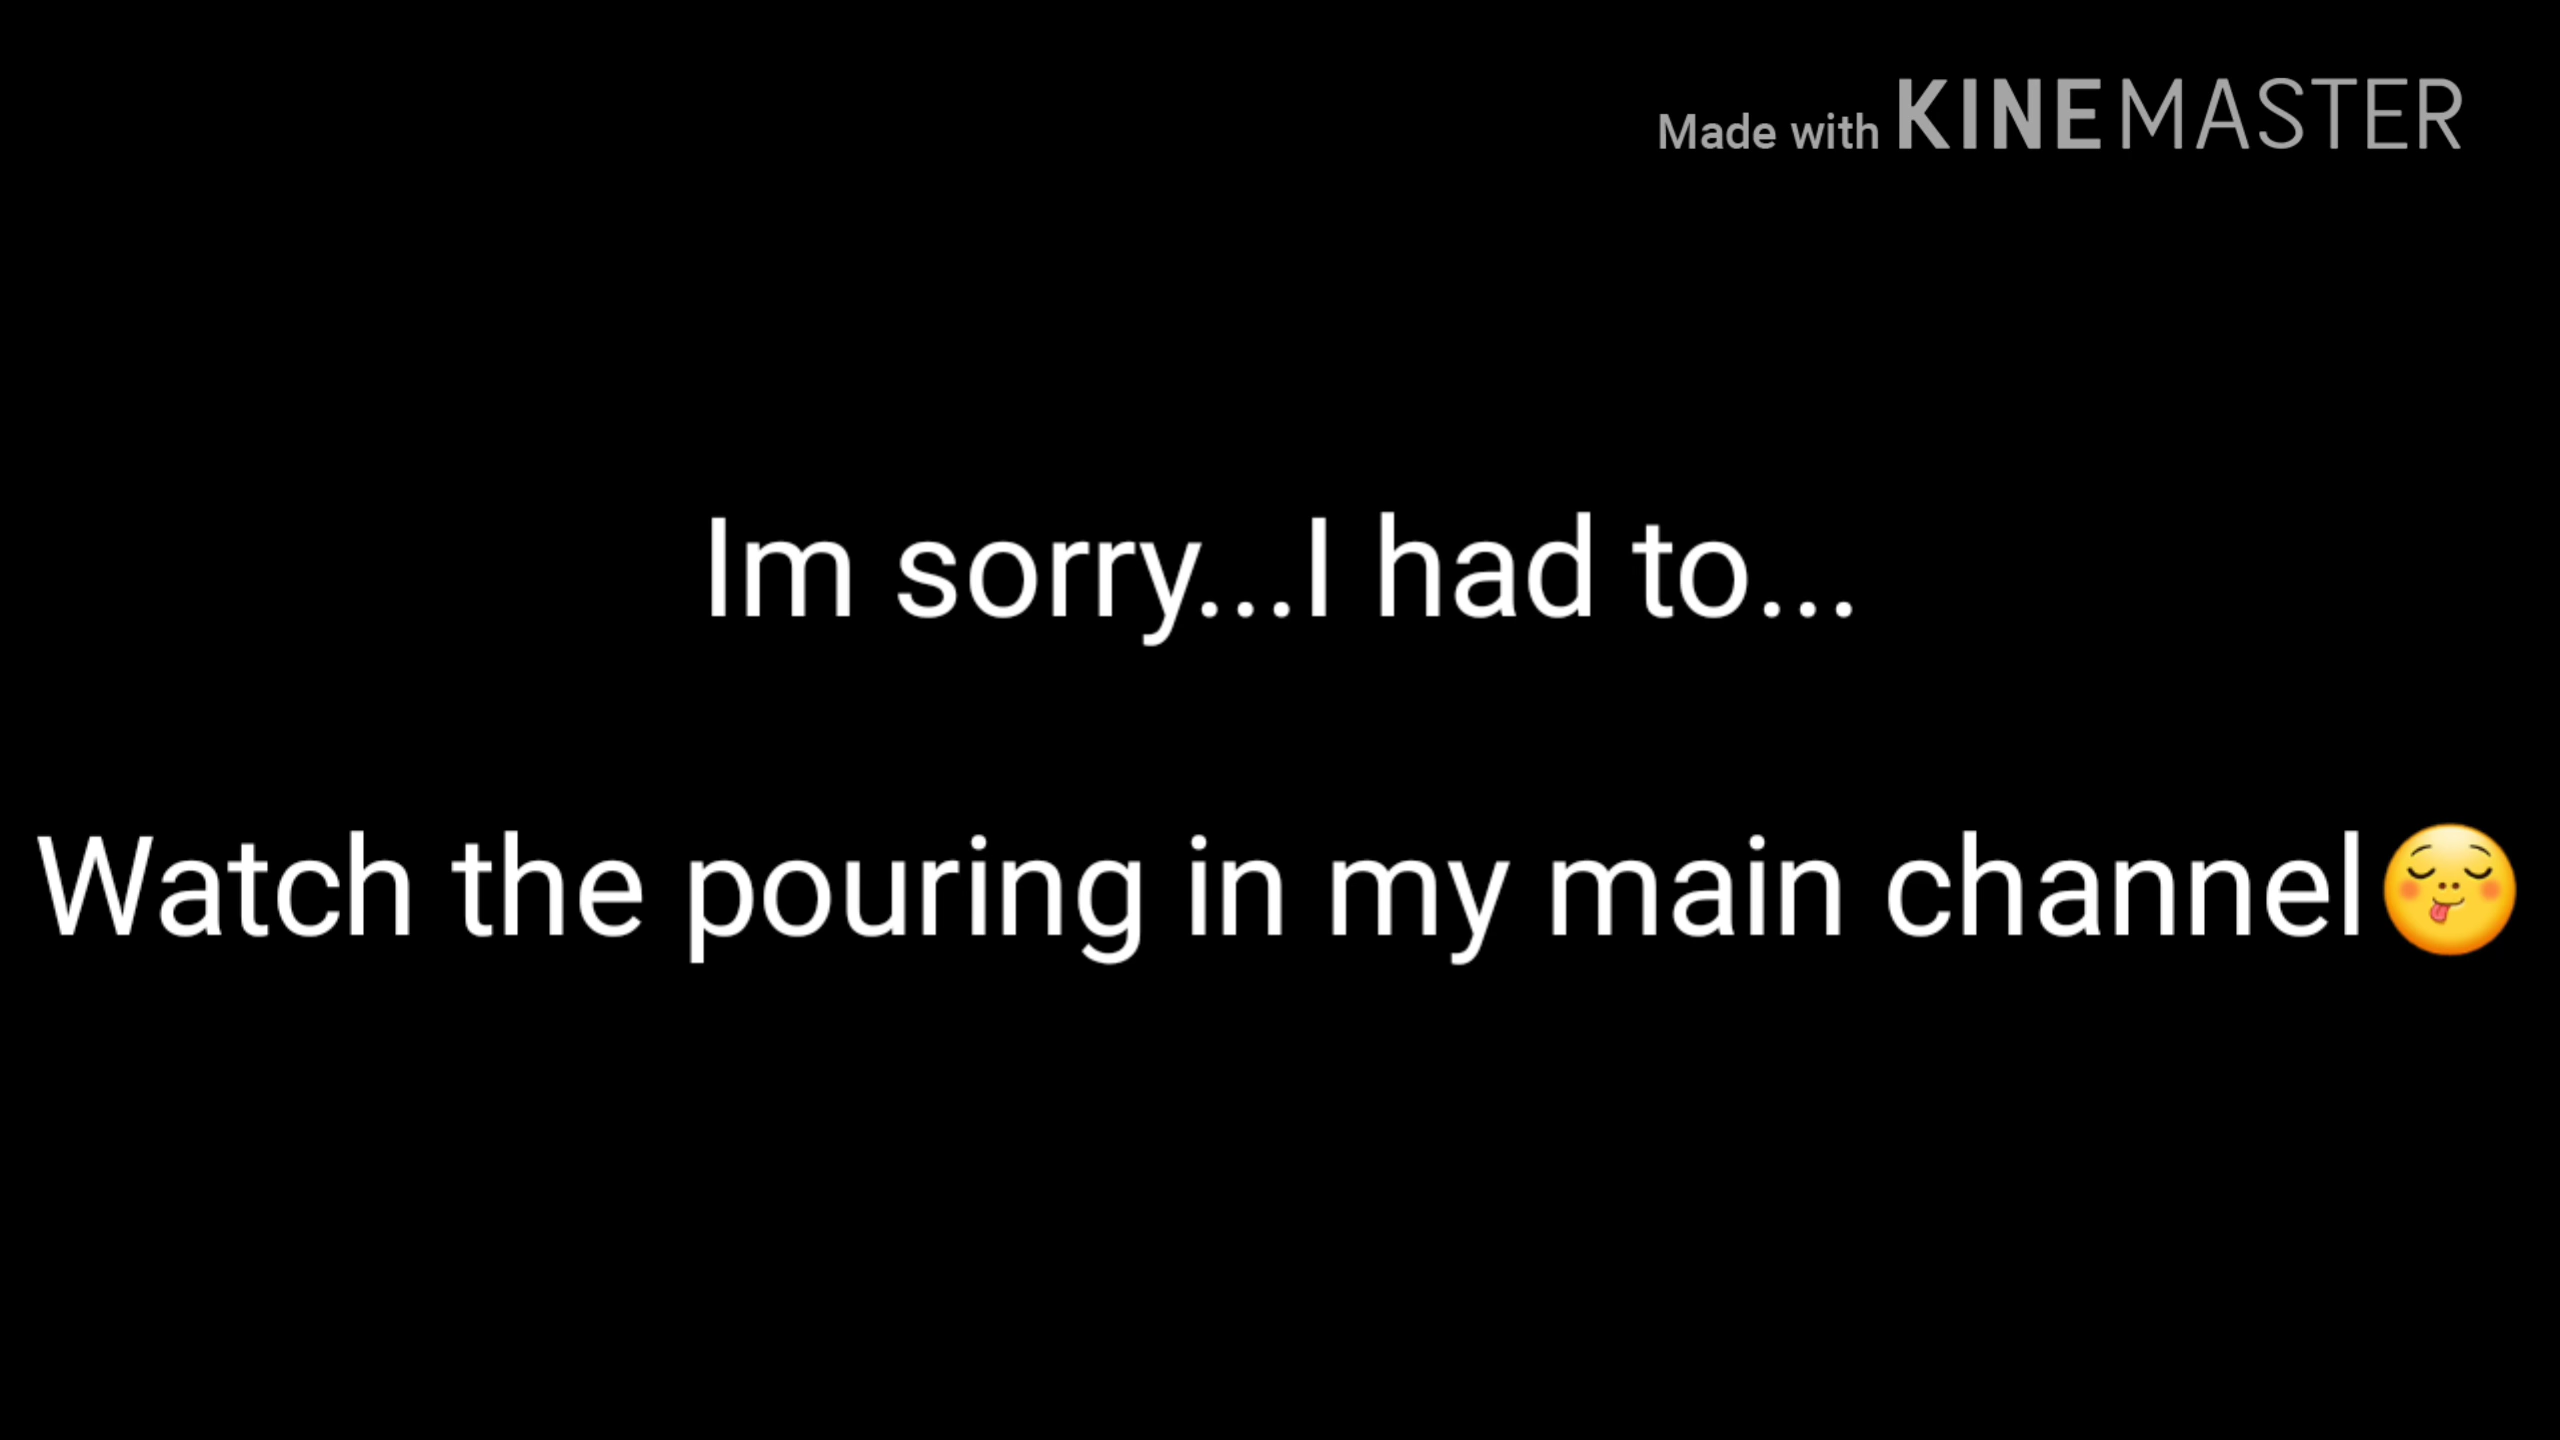 Made with KINEMASTER
Im sorry...I had to...
Watch the pouring in my main channel